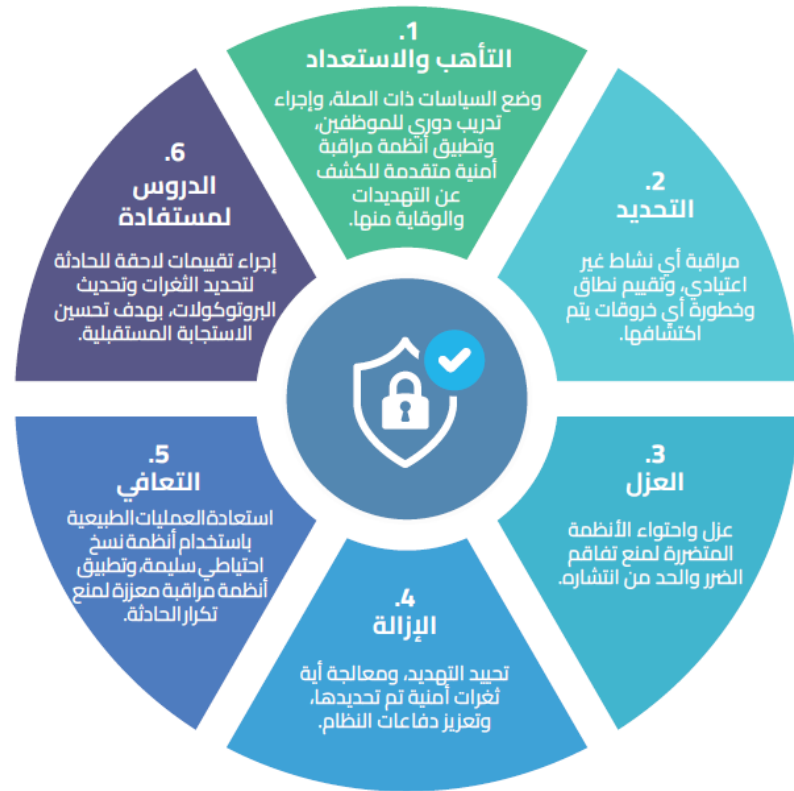 1.
التأهب والاستعداد
وضع السياسات ذات الصلة، وإجراء
تدريب دوري للموظفين،
وتطبيق أنظمة مراقبة
أمنية متقدمة للكشف
عن التهديدات
والوقاية منها.
2.
التحديد
مراقبة أي نشاط غير
اعتيادي، وتقييم نطاق
وخطورة أي خروقات يتم
اكتشافها.
3.
العزل
عزل واحتواء الأنظمة
المتضررة لمنع تفاقم
الضرر والحد من انتشاره.
4.
الإزالة
تحييد التهديد، ومعالجة أية
ثغرات أمنية تم تحديدها،
وتعزيز دفاعات النظام.
5.
التعافي
استعادة العمليات الطبيعية
باستخدام أنظمة نسخ
احتياطي سليمة، وتطبيق
أنظمة مراقبة معززة لمنع
تكرار الحادثة.
6.
الدروس
لمستفادة
إجراء تقييمات لاحقة للحادثة
لتحديد الثغرات وتحديث
البروتوكولات، بهدف تحسين
الاستجابة المستقبلية.